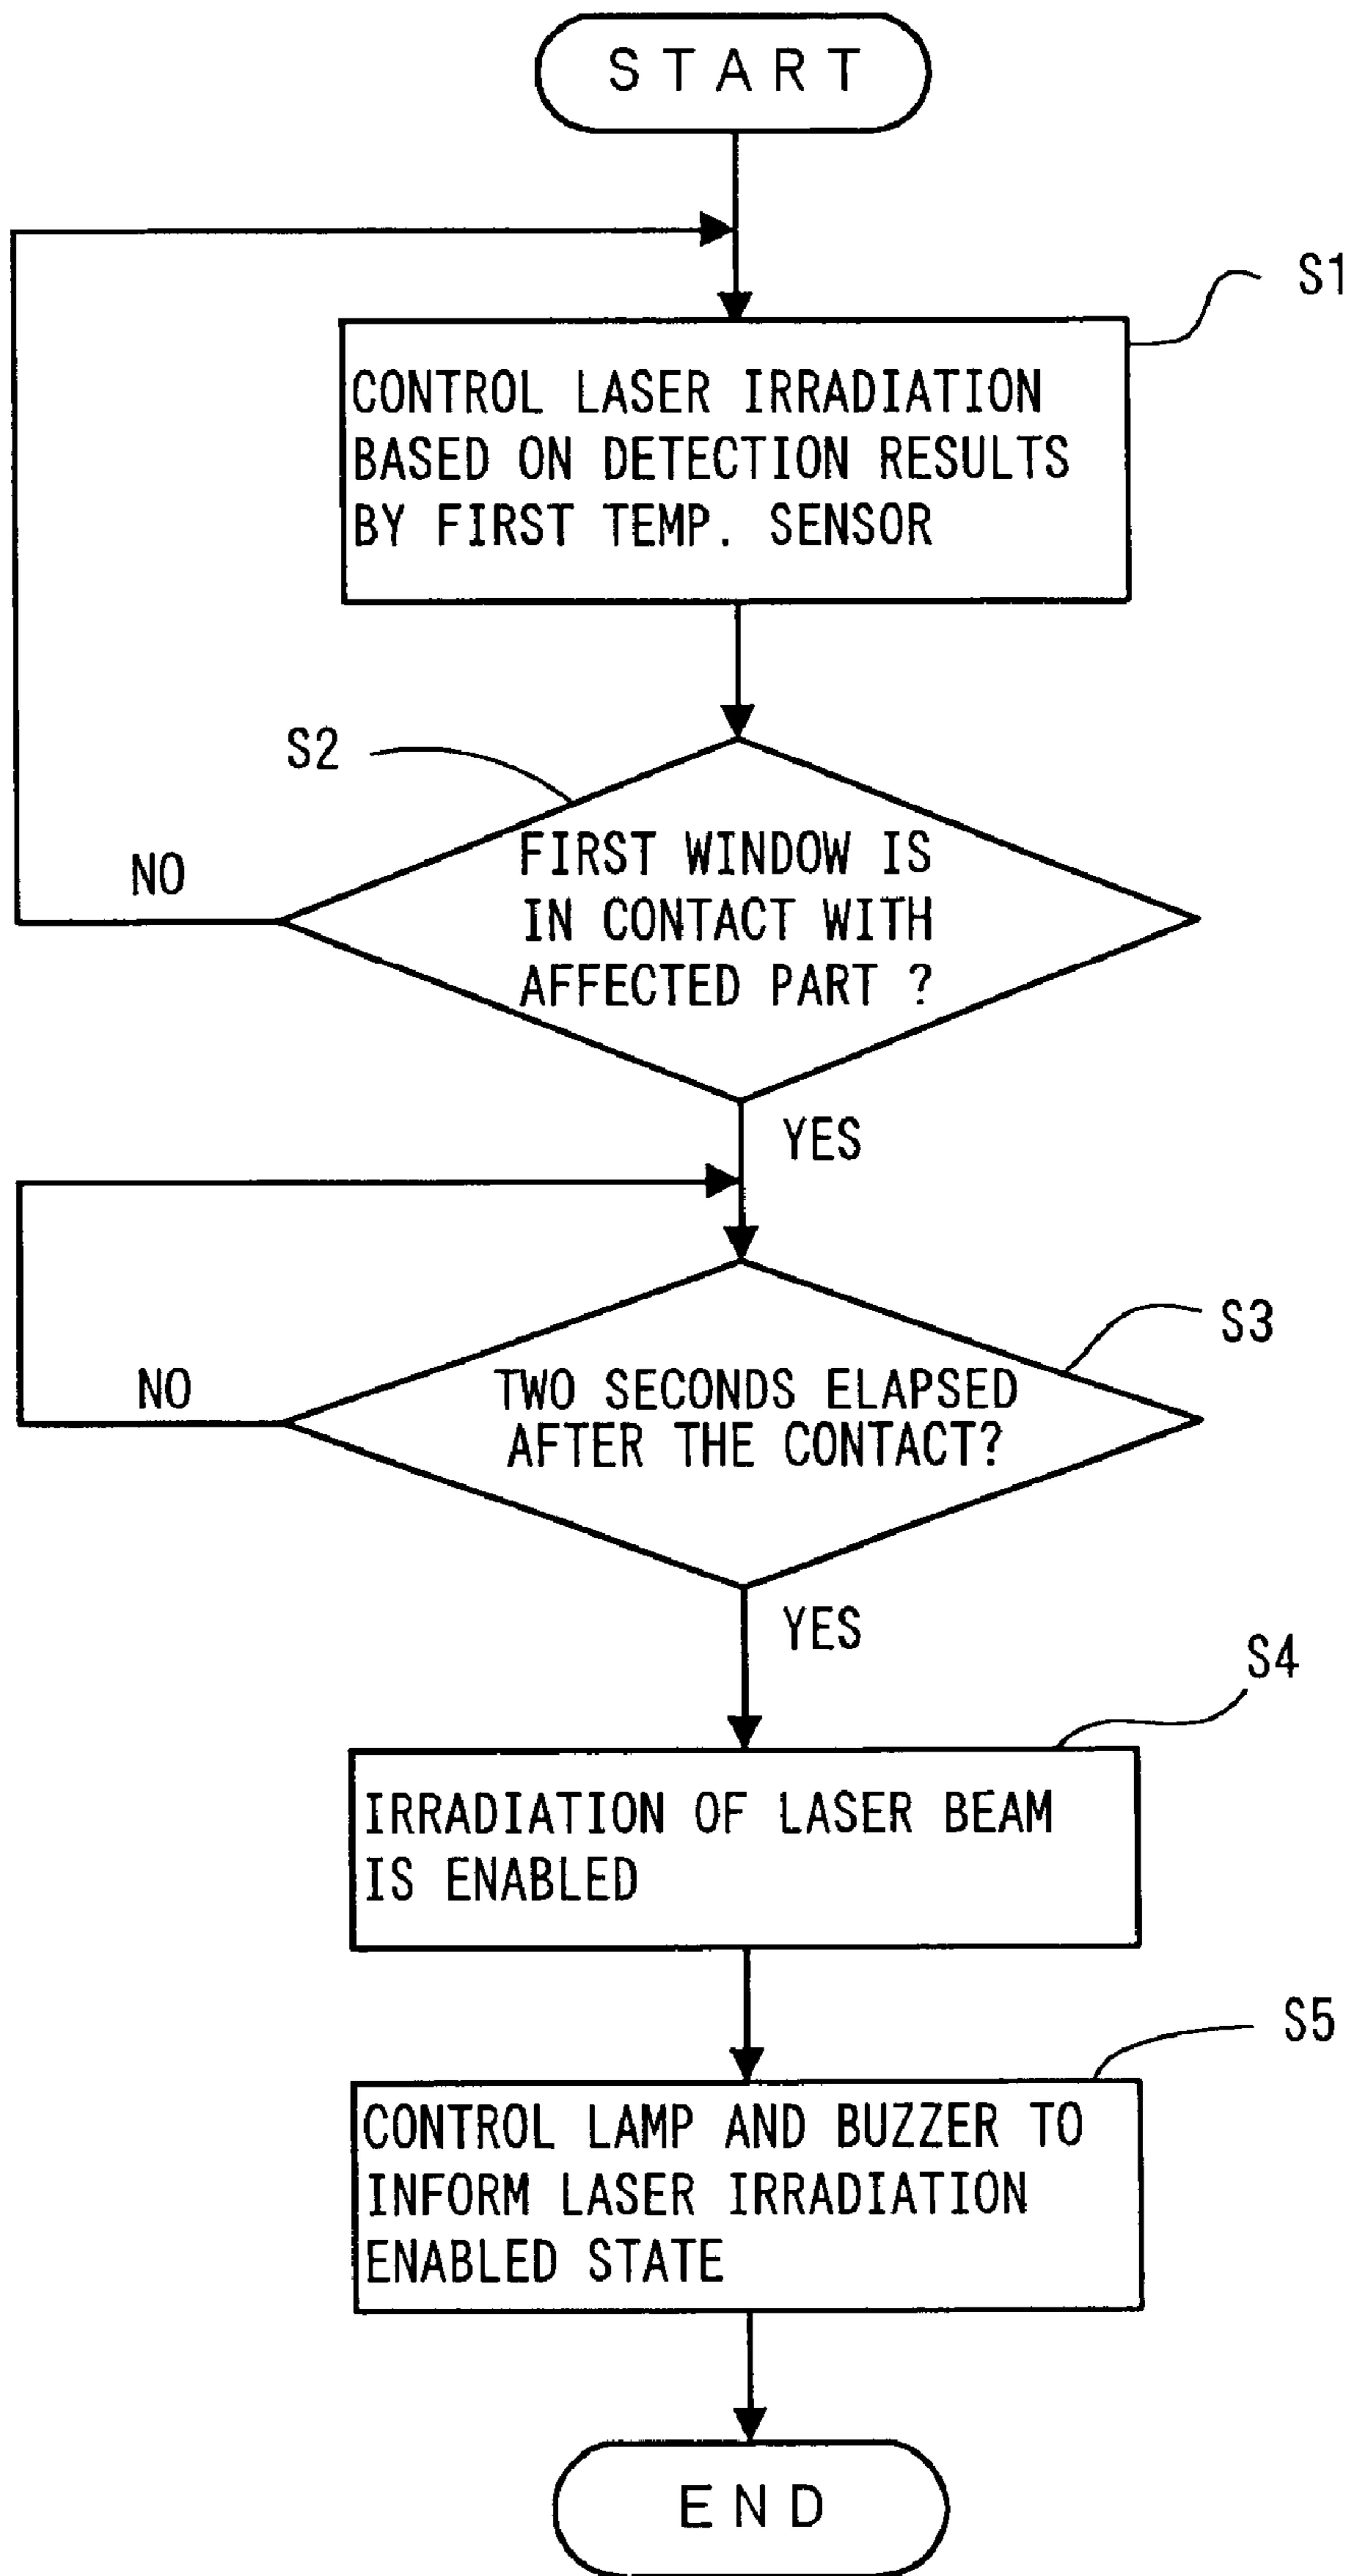 START
S1
CONTROL LASER IRRADIATION
BASED ON DETECTION RESULTS
BY FIRST TEMP. SENSOR
S2
FIRST WINDOW IS
IN CONTACT WITH
AFFECTED PART ?
NO
YES
S3
TWO SECONDS ELAPSED
AFTER THE CONTACT?
NO
YES
S4
IRRADIATION OF LASER BEAM
IS ENABLED
S5
CONTROL LAMP AND BUZZER TO
INFORM LASER IRRADIATION
ENABLED STATE
END